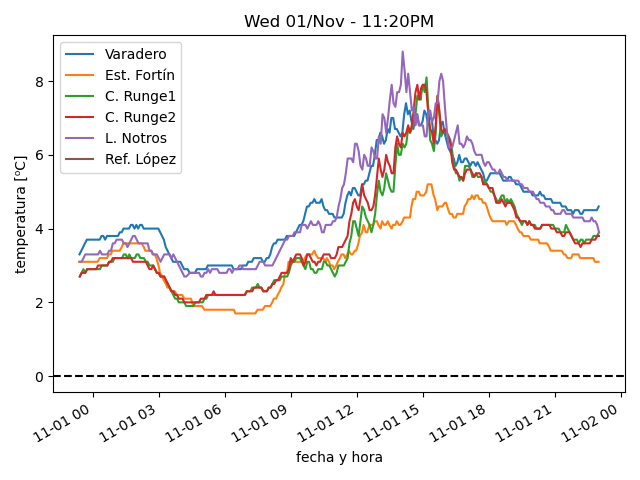 Wed 01/Nov - 11:20PM
Varadero
Est. Fortín
C. Runge1
C. Runge2
L. Notros
Ref. López
temperatura [ºC]
8
6
4
2
0
11-01 00
11-01 03
11-01 06
11-01 09
11-01 12
11-01 15
11-01 18
11-01 21
11-02 00
fecha y hora